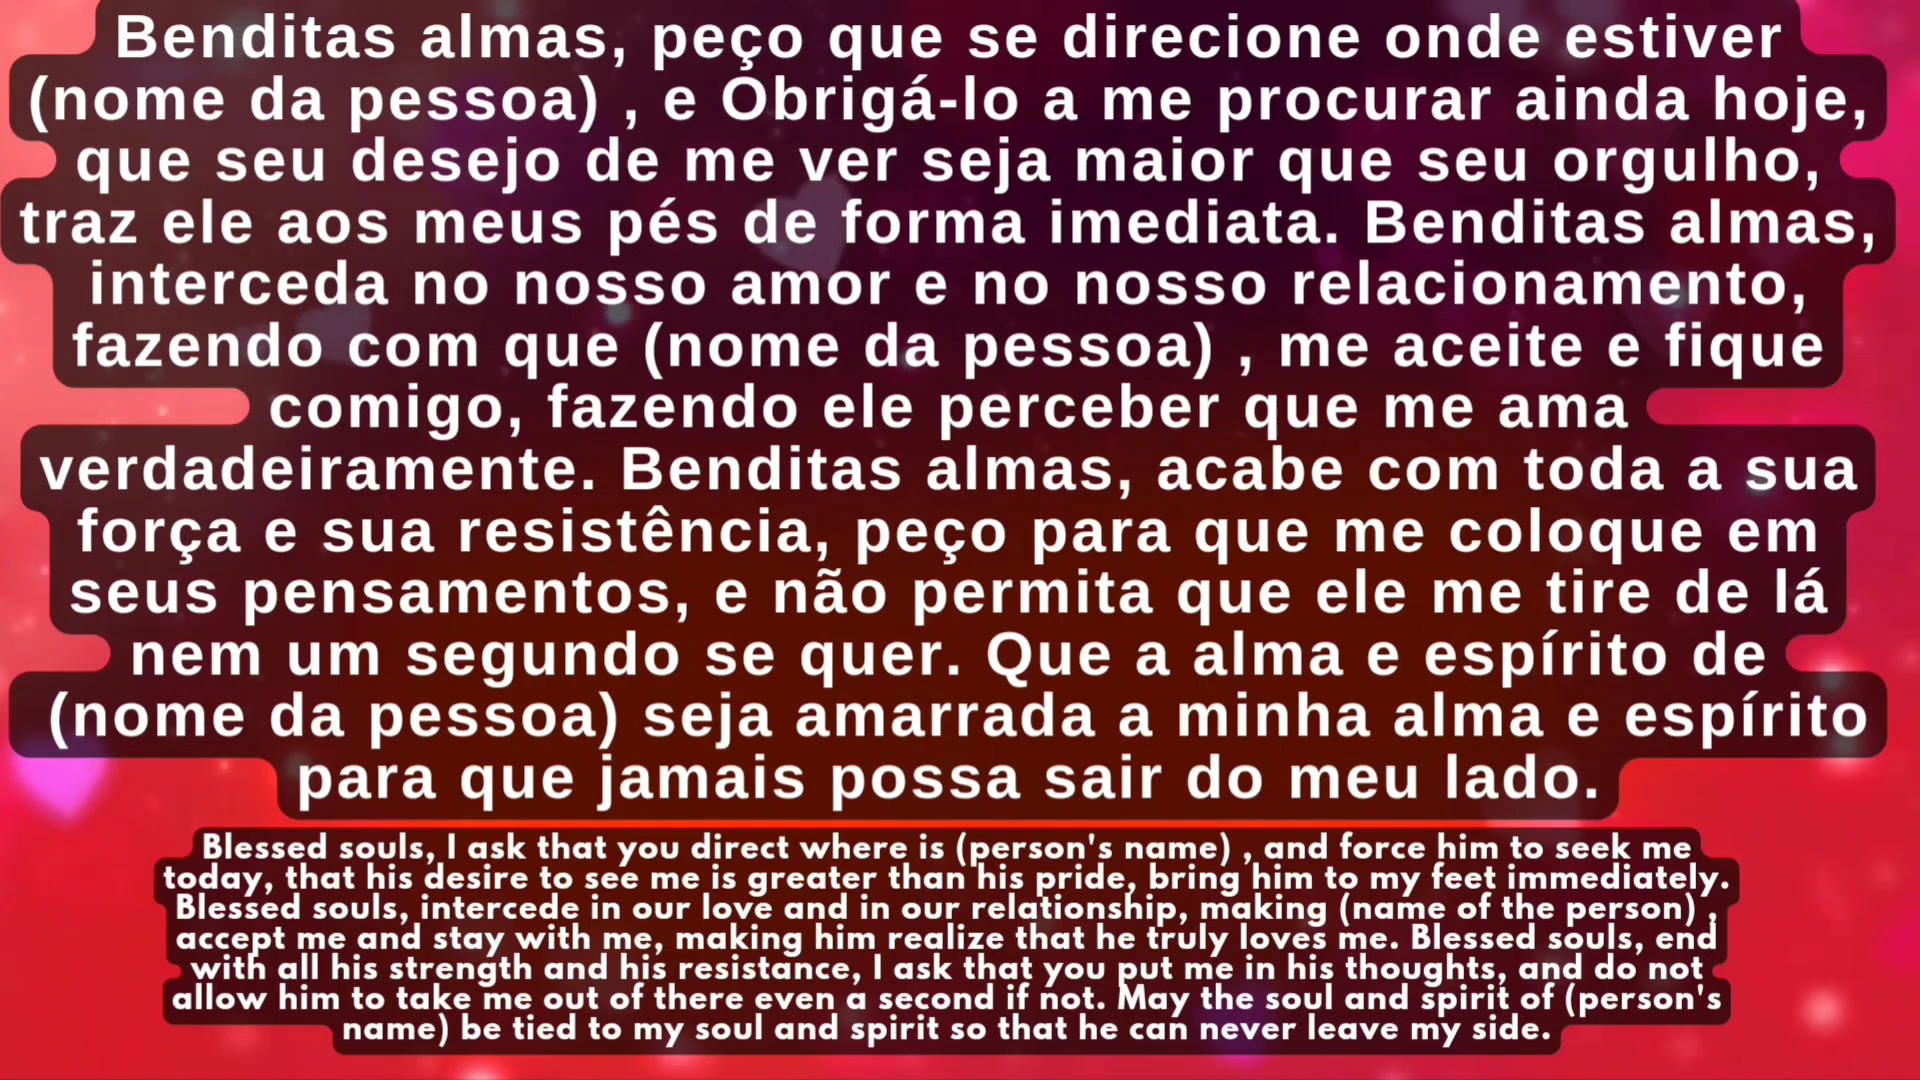 Benditas almas, peço que se direcione onde estiver
(nome da pessoa) , e Obrigá-lo a me procurar ainda hoje,
que seu desejo de me ver seja maior que seu orgulho,
traz ele aos meus pés de forma imediata. Benditas almas,
interceda no nosso amor e no nosso relacionamento,
fazendo com que (nome da pessoa) , me aceite e fique
comigo, fazendo ele perceber que me ama
verdadeiramente. Benditas almas, acabe com toda a sua
força e sua resistência, peço para que me coloque em
seus pensamentos, e não permita que ele me tire de lá
nem um segundo se quer. Que a alma e espírito de
(nome da pessoa) seja amarrada a minha alma e espírito
para que jamais possa sair do meu lado.
Blessed souls, I ask that you direct where is (person's name) , and force him to seek me
today, that his desire to see me is greater than his pride, bring him to my feet immediately.
Blessed souls, intercede in our love and in our relationship, making (name of the person) ,
accept me and stay with me, making him realize that he truly loves me. Blessed souls, end
with all his strength and his resistance, I ask that you put me in his thoughts, and do not
allow him to take me out of there even a second if not. May the soul and spirit of (person's
name) be tied to my soul and spirit so that he can never leave my side.